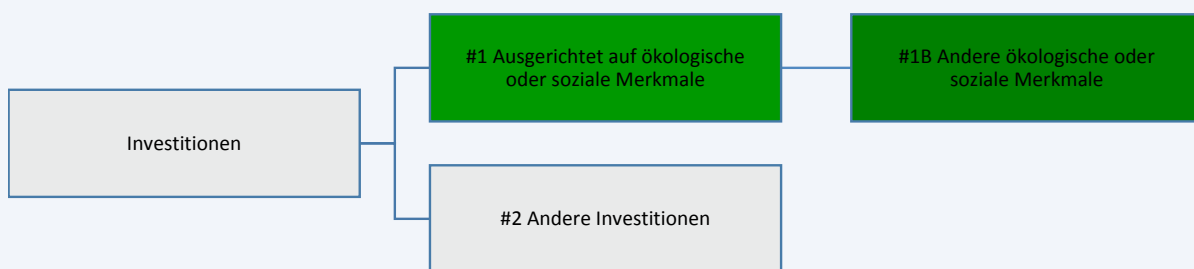 #1 Ausgerichtet auf ökologische
oder soziale Merkmale
#1B Andere ökologische oder
soziale Merkmale
Investitionen
#2 Andere Investitionen